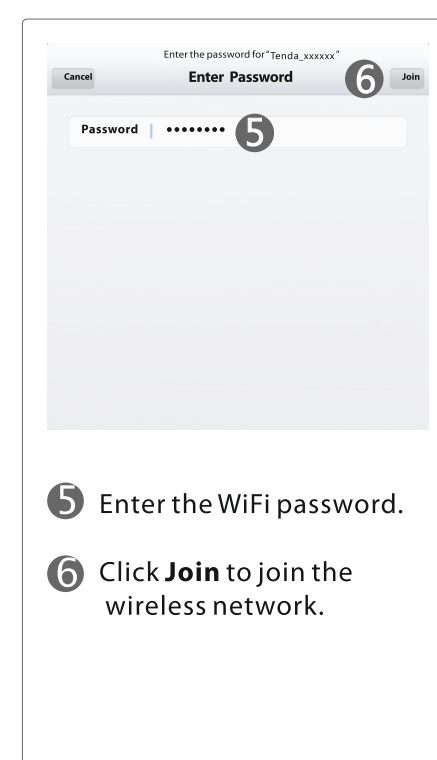 Enter the password for "Tenda_xxxxxx"
Cancel Enter Password 6 Join
Password | •••••••• 5
5 Enter the WiFi password.
6 Click Join to join the
wireless network.